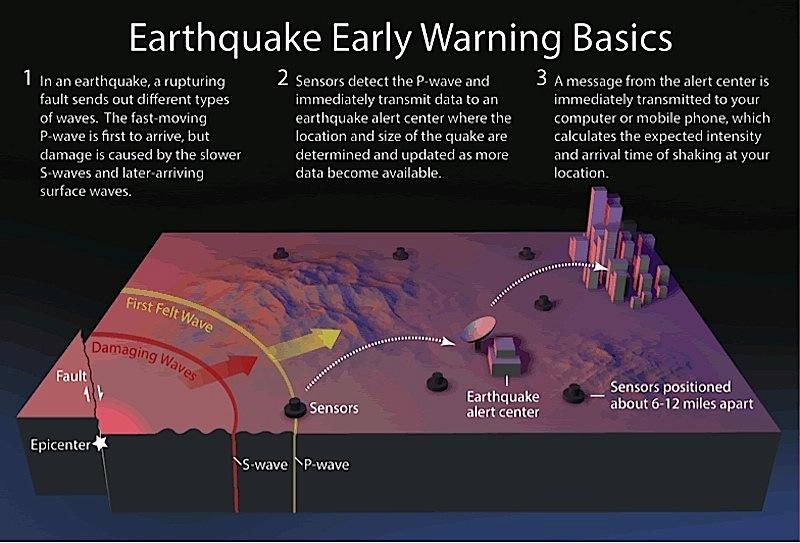 Earthquake Early Warning Basics
1 In an earthquake, a rupturing
fault sends out different types
of waves. The fast-moving
P-wave is first to arrive, but
damage is caused by the slower
S-waves and later-arriving
surface waves.
2 Sensors detect the P-wave and
immediately transmit data to an
earthquake alert center where the
location and size of the quake are
determined and updated as more
data become available.
3 A message from the alert center is
immediately transmitted to your
computer or mobile phone, which
calculates the expected intensity
and arrival time of shaking at your
location.
First Felt Wave
Damaging Waves
Fault
Sensors
Earthquake
alert center
Sensors positioned
about 6-12 miles apart
Epicenter
S-wave
P-wave